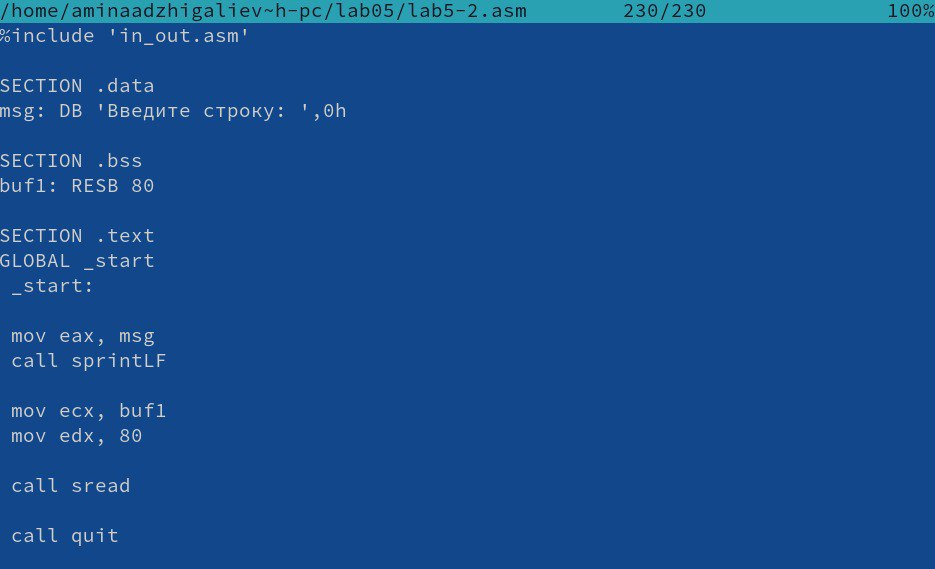 /home/aminaadzhigaliev~h-pc/lab05/lab5-2.asm 230/230 100%
%include 'in_out.asm'
SECTION .data
msg: DB 'Введите строку: ',0h
SECTION .bss
buf1: RESB 80
SECTION .text
GLOBAL _start
_start:
mov eax, msg
call sprintLF
mov ecx, buf1
mov edx, 80
call sread
call quit